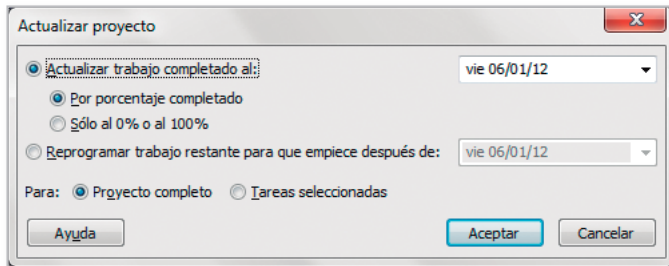 Actualizar proyecto
Actualizar trabajo completado al: vie 06/01/12
Por porcentaje completado
Sólo al 0% o al 100%
Reprogramar trabajo restante para que empiece después de: vie 06/01/12
Para: Proyecto completo Tareas seleccionadas
Ayuda Aceptar Cancelar